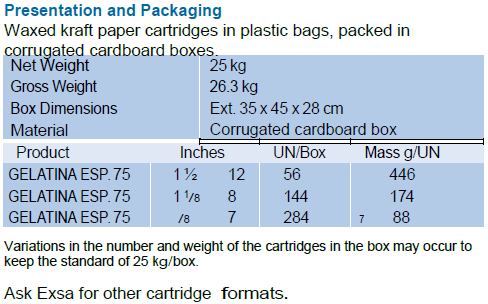 Presentation and Packaging
Waxed kraft paper cartridges in plastic bags, packed in
corrugated cardboard boxes.
Net Weight 25 kg
Gross Weight 26.3 kg
Box Dimensions Ext. 35 x 45 x 28 cm
Material Corrugated cardboard box
Product Inches UN/Box Mass g/UN
GELATINA ESP. 75 1 ½ 12 56 446
GELATINA ESP. 75 1 1/8 8 144 174
GELATINA ESP. 75 /8 7 284 7 88
Variations in the number and weight of the cartridges in the box may occur to
keep the standard of 25 kg/box.
Ask Exsa for other cartridge formats.